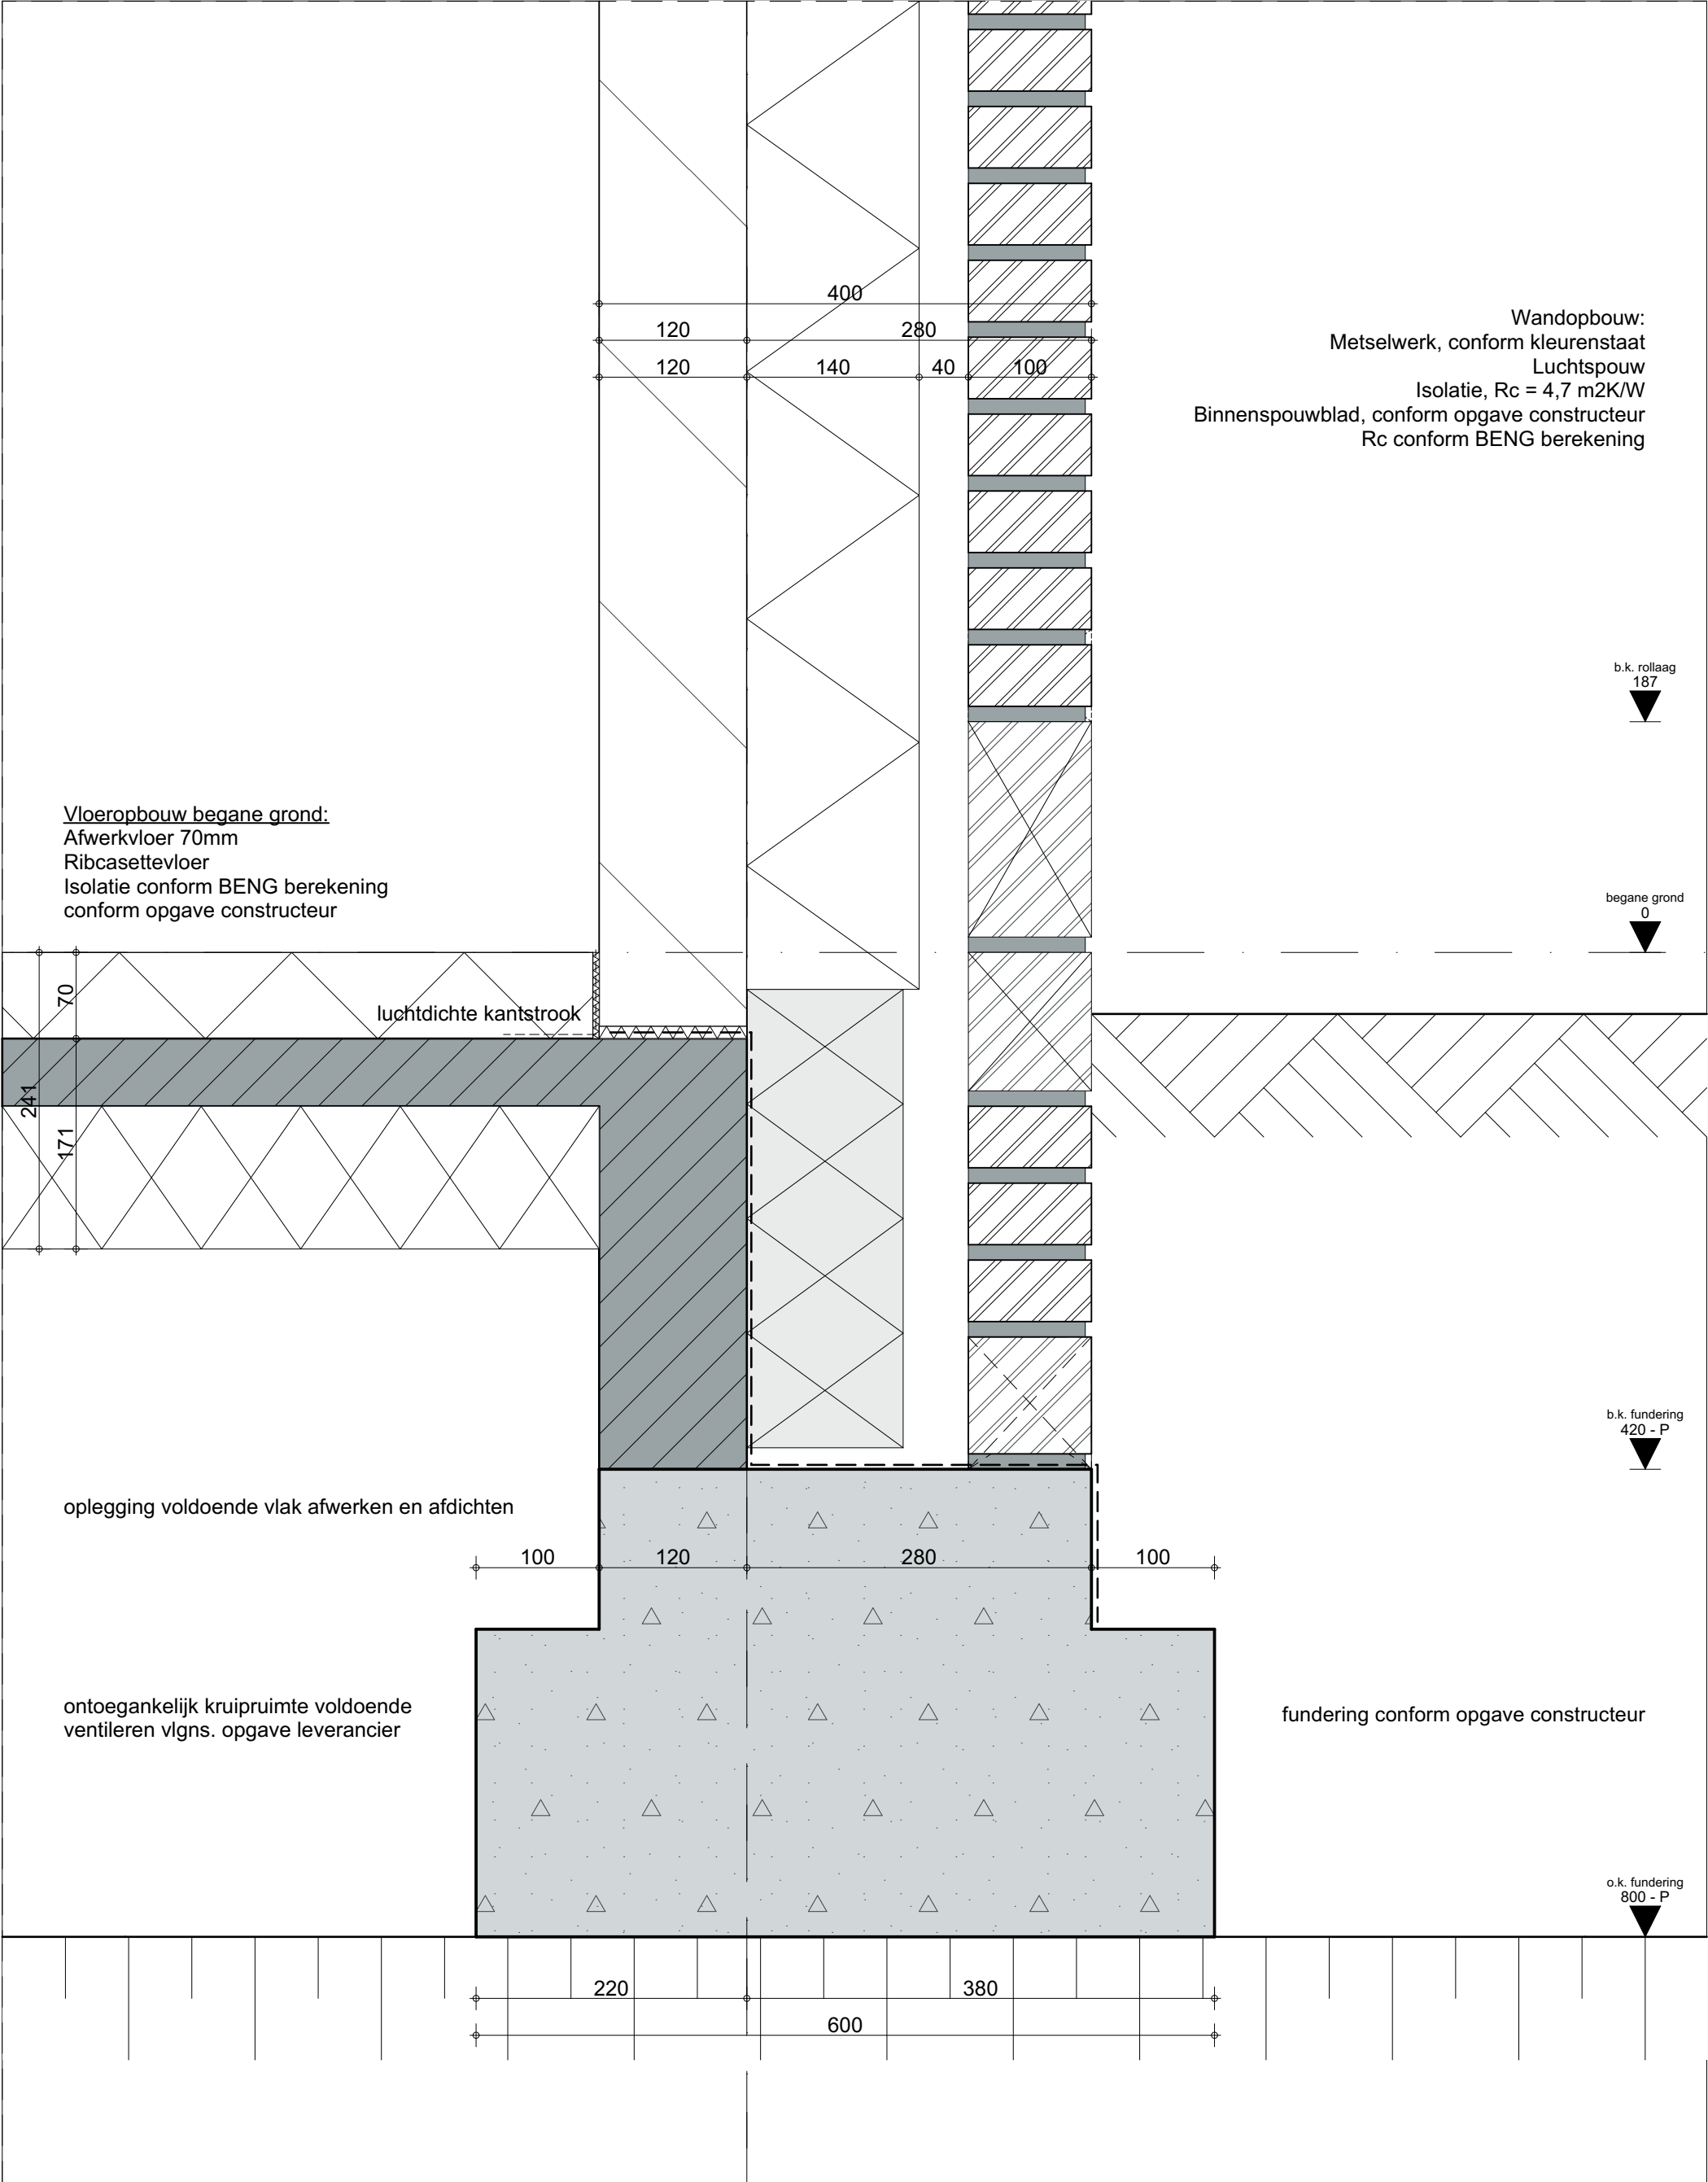 400
120
280
120
140
40
100
Wandopbouw:
Metselwerk, conform kleurenstaat
Luchtspouw
Isolatie, Rc = 4,7 m2K/W
Binnenspouwblad, conform opgave constructeur
Rc conform BENG berekening
b.k. rollaag
187
Vloeropbouw begane grond:
Afwerkvloer 70mm
Ribcasettevloer
Isolatie conform BENG berekening
conform opgave constructeur
begane grond
0
70
luchtdichte kantstrook
241
171
b.k. fundering
420 - P
oplegging voldoende vlak afwerken en afdichten
100
120
280
100
ontoegankelijk kruipruimte voldoende
ventileren vlgns. opgave leverancier
fundering conform opgave constructeur
o.k. fundering
800 - P
220
380
600